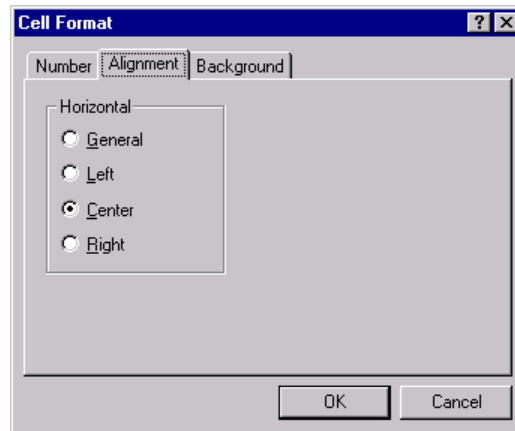 Cell Format
Number Alignment Background
Horizontal
General
Left
Center
Right
OK Cancel